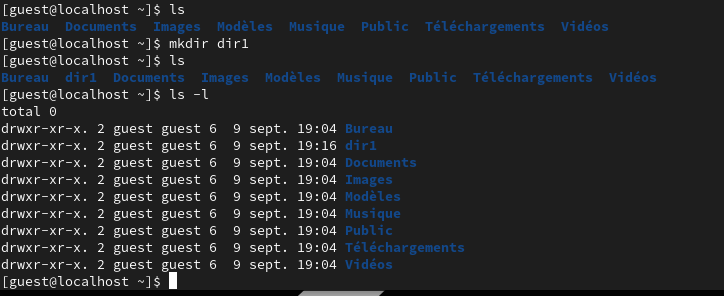 [guest@localhost ~]$ ls
Bureau  Documents  Images  Modèles  Musique  Public  Téléchargements  Vidéos
[guest@localhost ~]$ mkdir dir1
[guest@localhost ~]$ ls
Bureau  dir1  Documents  Images  Modèles  Musique  Public  Téléchargements  Vidéos
[guest@localhost ~]$ ls -l
total 0
drwxr-xr-x. 2 guest guest 6  9 sept. 19:04 Bureau
drwxr-xr-x. 2 guest guest 6  9 sept. 19:16 dir1
drwxr-xr-x. 2 guest guest 6  9 sept. 19:04 Documents
drwxr-xr-x. 2 guest guest 6  9 sept. 19:04 Images
drwxr-xr-x. 2 guest guest 6  9 sept. 19:04 Modèles
drwxr-xr-x. 2 guest guest 6  9 sept. 19:04 Musique
drwxr-xr-x. 2 guest guest 6  9 sept. 19:04 Public
drwxr-xr-x. 2 guest guest 6  9 sept. 19:04 Téléchargements
drwxr-xr-x. 2 guest guest 6  9 sept. 19:04 Vidéos
[guest@localhost ~]$